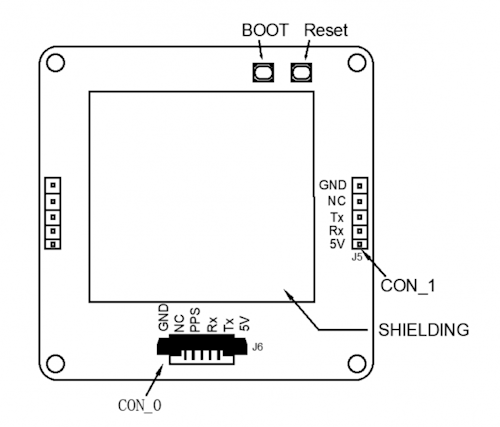 BOOT Reset
GND
NC
Tx
Rx
5V
J5
CON_1
GND NC PPS Rx Tx 5V
SHIELDING
J6
CON_0